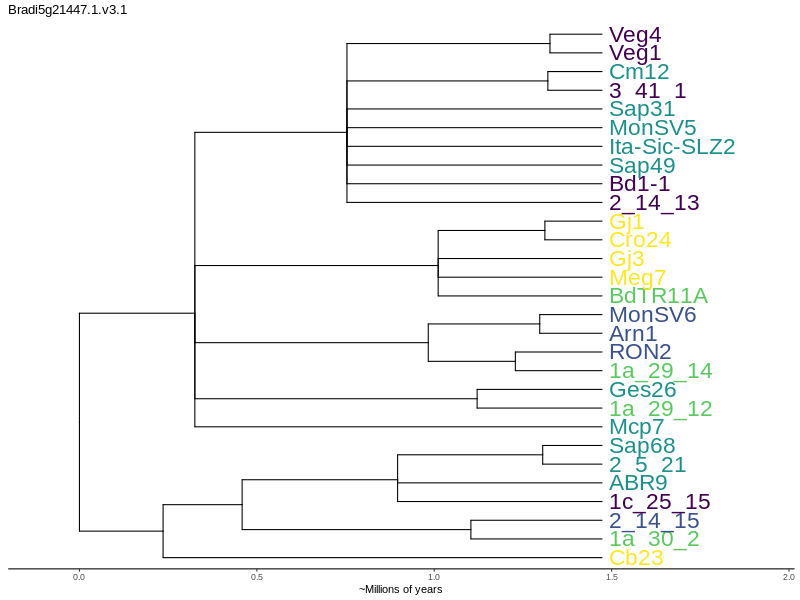 Bradi5g21447.1.v3.1
Veg4
Veg1
Cm12
3_41_1
Sap31
MonSV5
Ita-Sic-SLZ2
Sap49
Bd1-1
2_14_13
Gj1
Cro24
Gj3
Meg7
BdTR11A
MonSV6
Arn1
RON2
1a_29_14
Ges26
1a_29_12
Mcp7
Sap68
2_5_21
ABR9
1c_25_15
2_14_15
1a_30_2
Cb23
0.0 0.5 1.0 1.5 2.0
~Millions of years